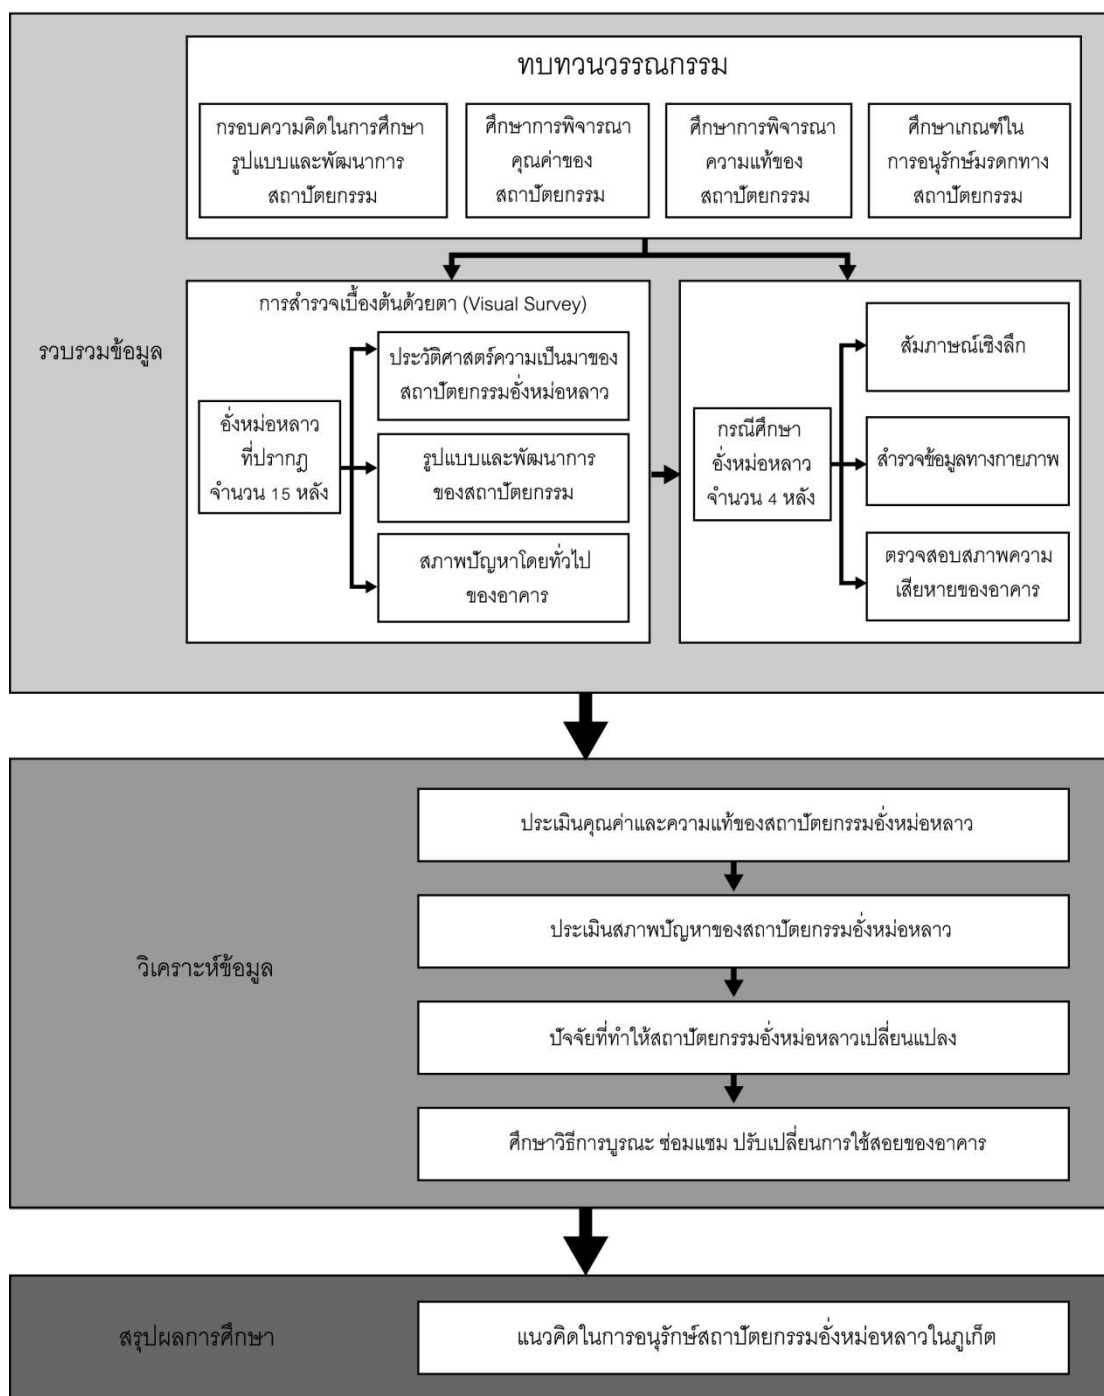 ทบทวนวรรณกรรม
กรอบความคิดในการศึกษา
รูปแบบและพัฒนาการ
สถาปัตยกรรม
ศึกษาการพิจารณา
คุณค่าของ
สถาปัตยกรรม
ศึกษาการพิจารณา
ความแท้ของ
สถาปัตยกรรม
ศึกษาเกณฑ์ใน
การอนุรักษ์มรดกทาง
สถาปัตยกรรม
รวบรวมข้อมูล
การสำรวจเบื้องต้นด้วยตา (Visual Survey)
อั่งหม่อหลาว
ที่ปรากฏ
จำนวน 15 หลัง
ประวัติศาสตร์ความเป็นมาของ
สถาปัตยกรรมอั่งหม่อหลาว
รูปแบบและพัฒนาการ
ของสถาปัตยกรรม
สภาพปัญหาโดยทั่วไป
ของอาคาร
กรณีศึกษา
อั่งหม่อหลาว
จำนวน 4 หลัง
สัมภาษณ์เชิงลึก
สำรวจข้อมูลทางกายภาพ
ตรวจสอบสภาพความ
เสียหายของอาคาร
วิเคราะห์ข้อมูล
ประเมินคุณค่าและความแท้ของสถาปัตยกรรมอั่งหม่อหลาว
ประเมินสภาพปัญหาของสถาปัตยกรรมอั่งหม่อหลาว
ปัจจัยที่ทำให้สถาปัตยกรรมอั่งหม่อหลาวเปลี่ยนแปลง
ศึกษาวิธีการบูรณะ ซ่อมแซม ปรับเปลี่ยนการใช้สอยของอาคาร
สรุปผลการศึกษา
แนวคิดในการอนุรักษ์สถาปัตยกรรมอั่งหม่อหลาวในภูเก็ต